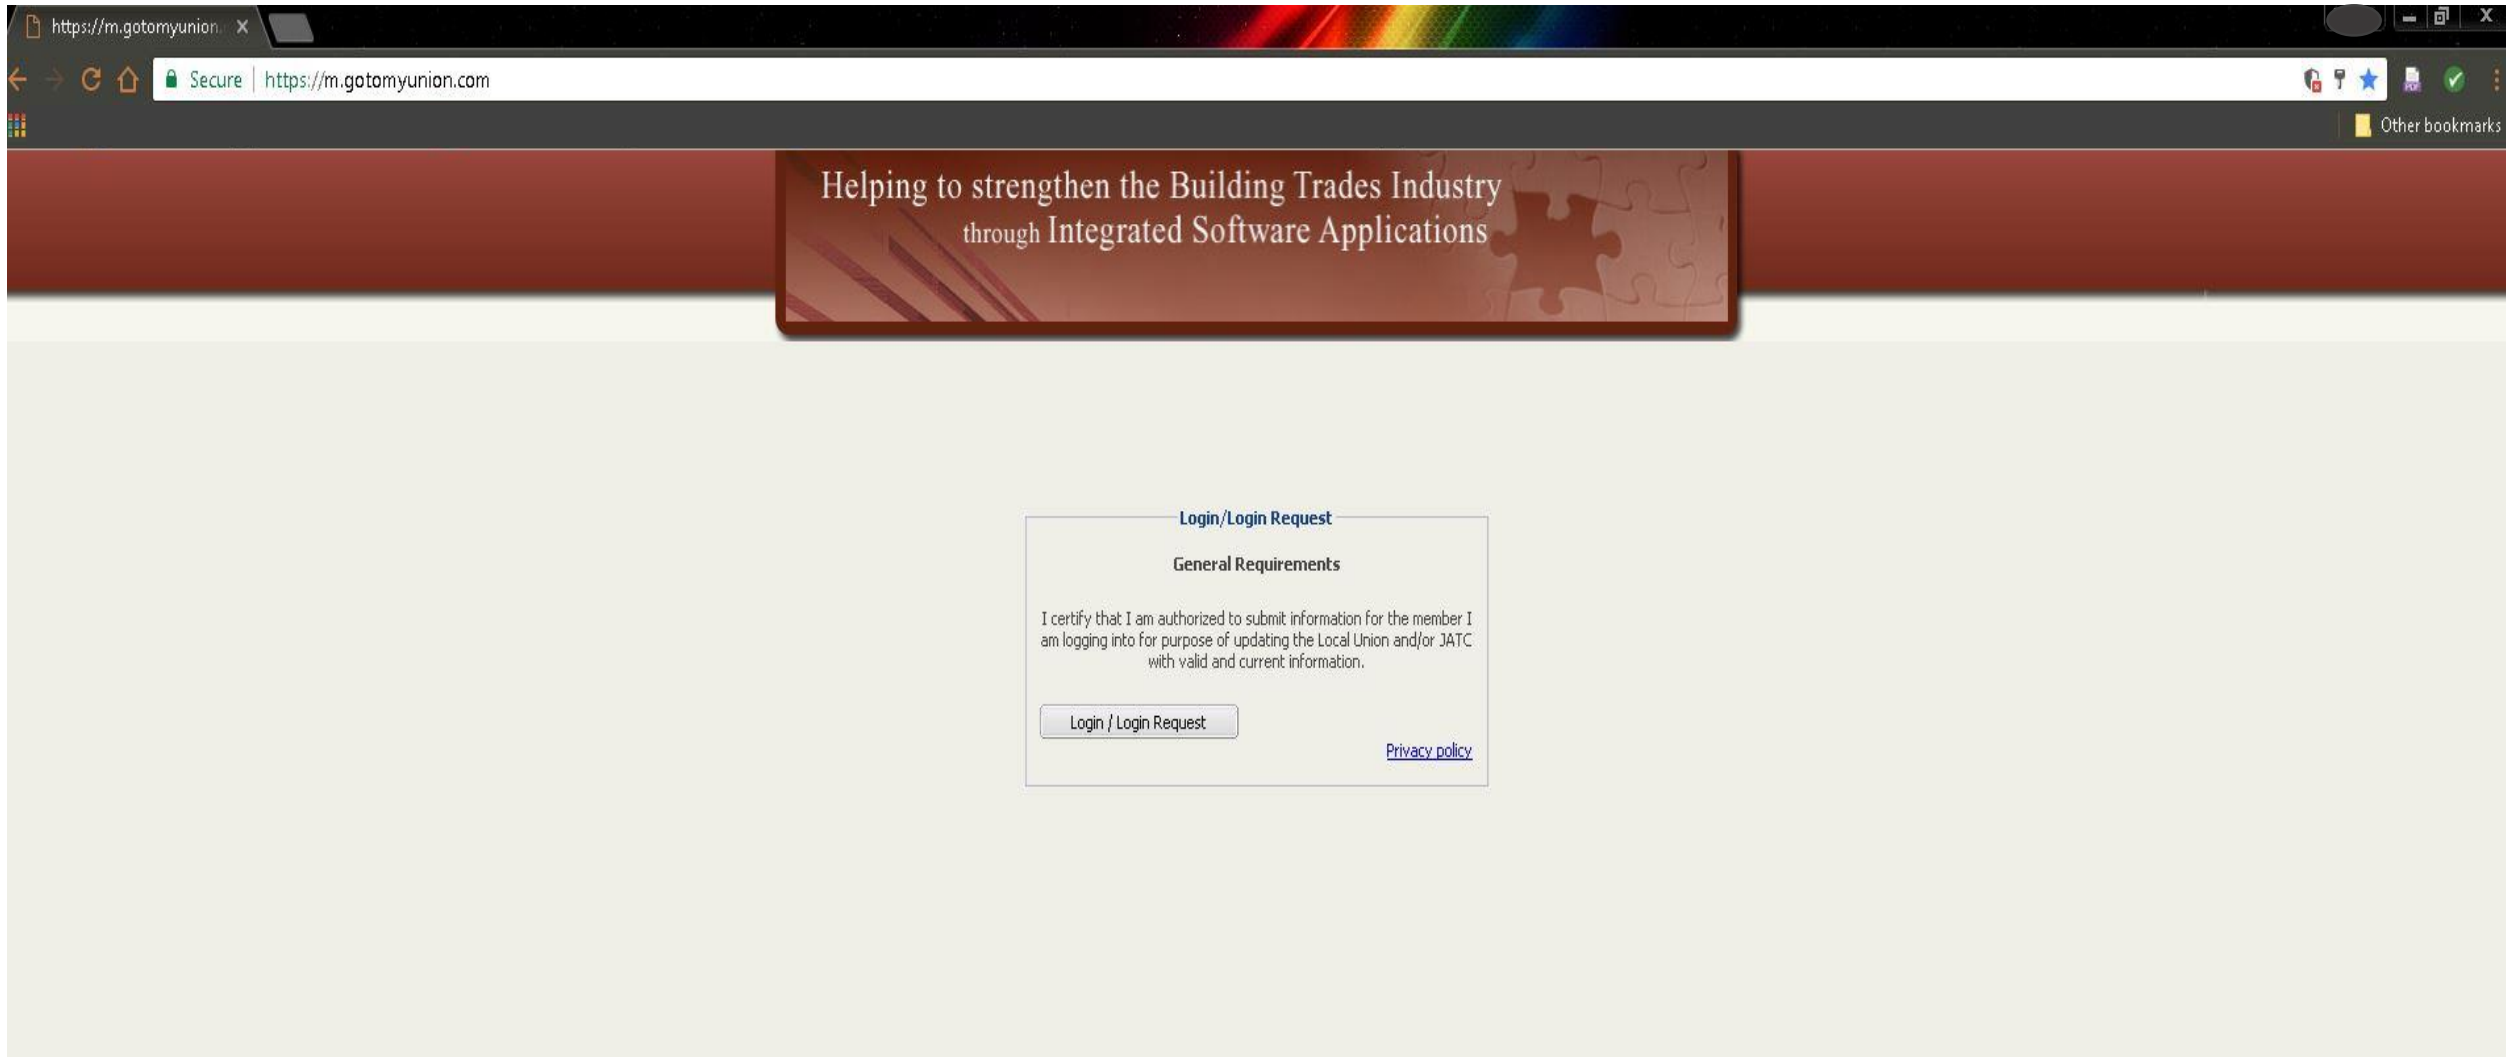 https://m.gotomyunion.
Secure | https://m.gotomyunion.com
Other bookmarks
Helping to strengthen the Building Trades Industry
through Integrated Software Applications
Login/Login Request
General Requirements
I certify that I am authorized to submit information for the member I
am logging into for purpose of updating the Local Union and/or JATC
with valid and current information.
Login / Login Request
Privacy policy